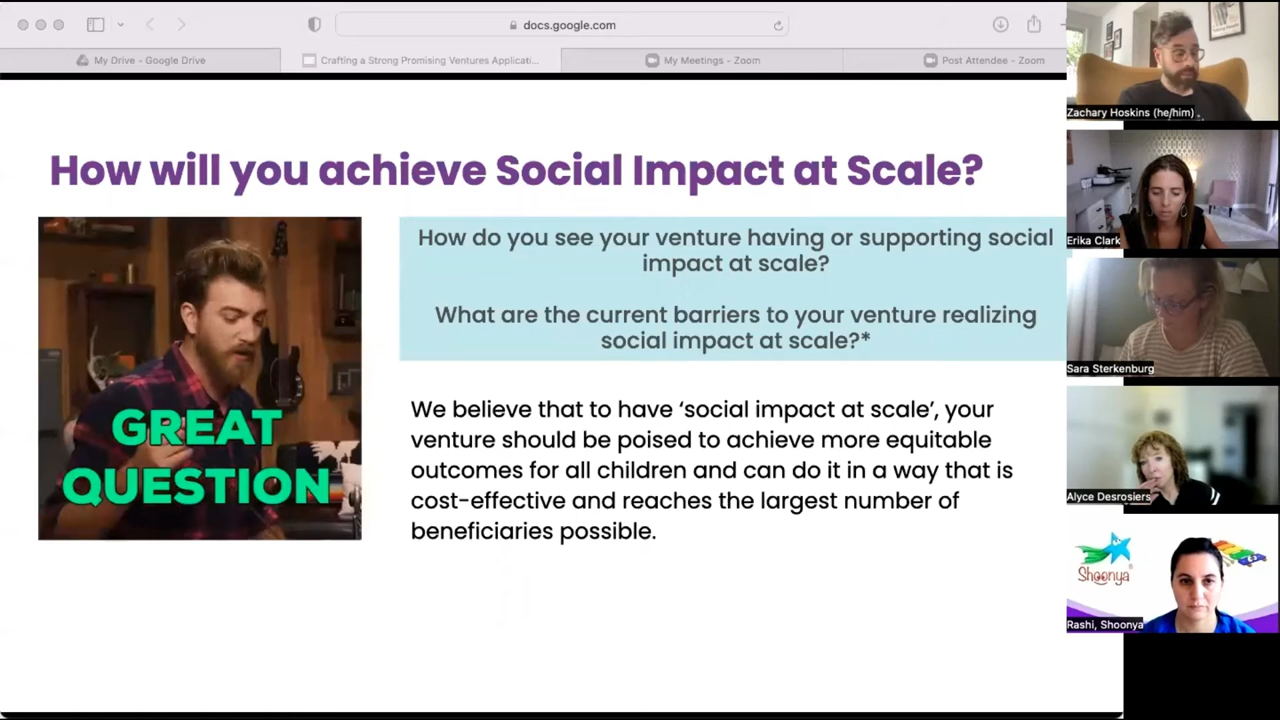 docs.google.com
My Drive - Google Drive
Crafting a Strong Promising Ventures Applicati...
My Meetings - Zoom
Post Attendee - Zoom
How will you achieve Social Impact at Scale?
GREAT
QUESTION
How do you see your venture having or supporting social
impact at scale?
What are the current barriers to your venture realizing
social impact at scale?*
We believe that to have ‘social impact at scale’, your
venture should be poised to achieve more equitable
outcomes for all children and can do it in a way that is
cost-effective and reaches the largest number of
beneficiaries possible.
Zachary Hoskins (he/him)
Erika Clark
Sara Sterkenburg
Alyce Desrosiers
Shoonya
Rashi, Shoonya